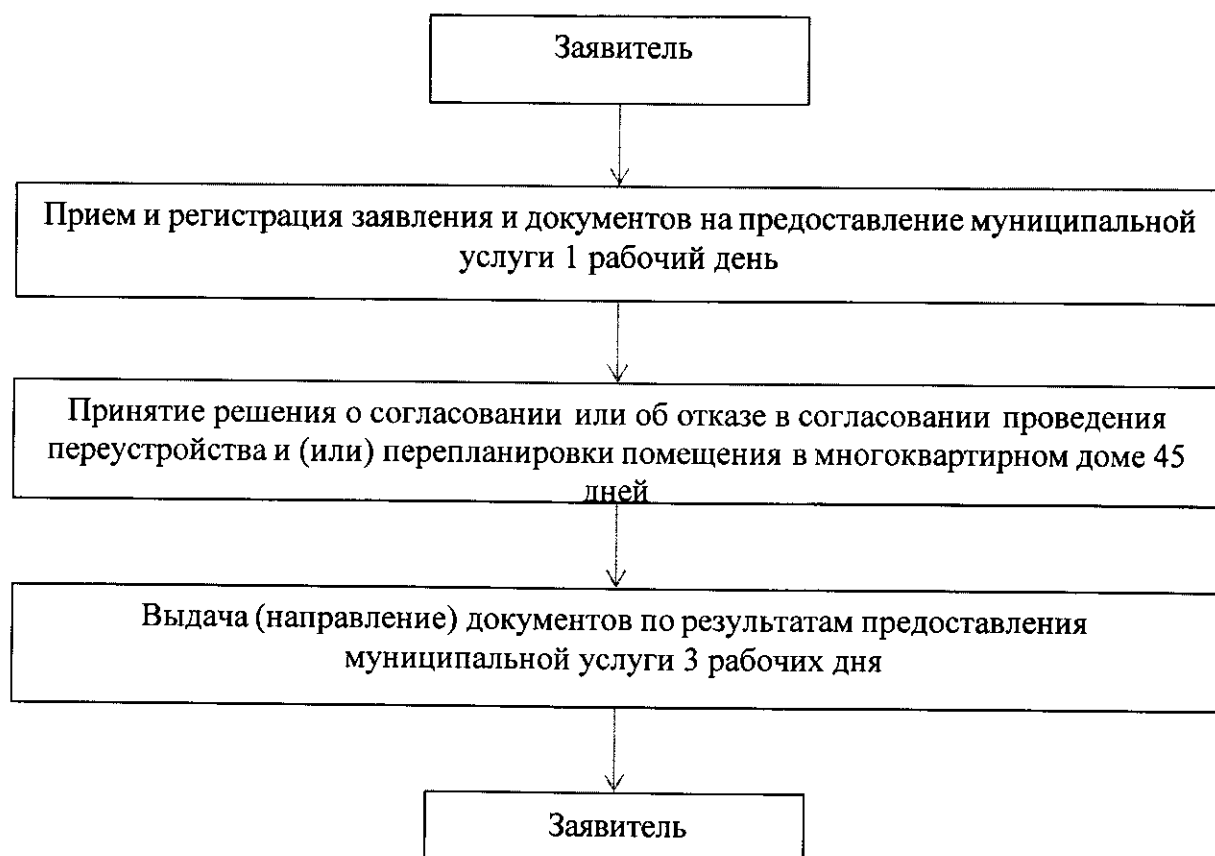 Заявитель
Прием и регистрация заявления и документов на предоставление муниципальной
услуги 1 рабочий день
Принятие решения о согласовании или об отказе в согласовании проведения
переустройства и (или) перепланировки помещения в многоквартирном доме 45
дней
Выдача (направление) документов по результатам предоставления
муниципальной услуги 3 рабочих дня
Заявитель